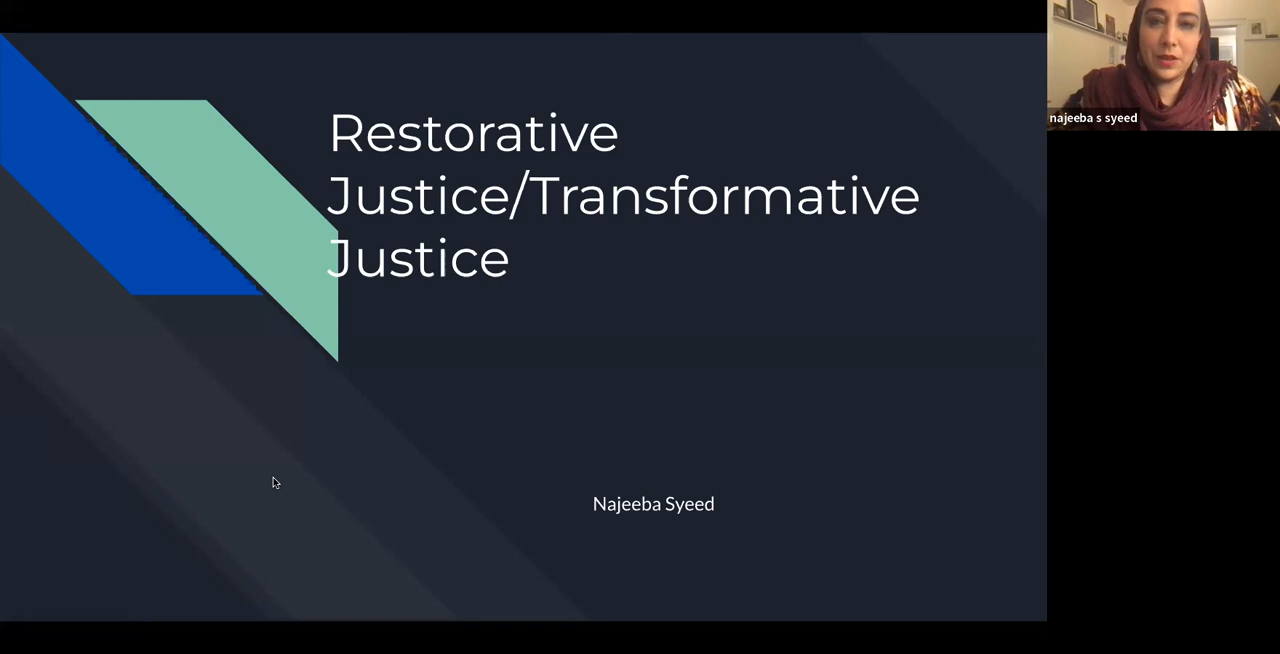 Restorative
Justice/Transformative
Justice
Najeeba Syeed
najeeba s syeed